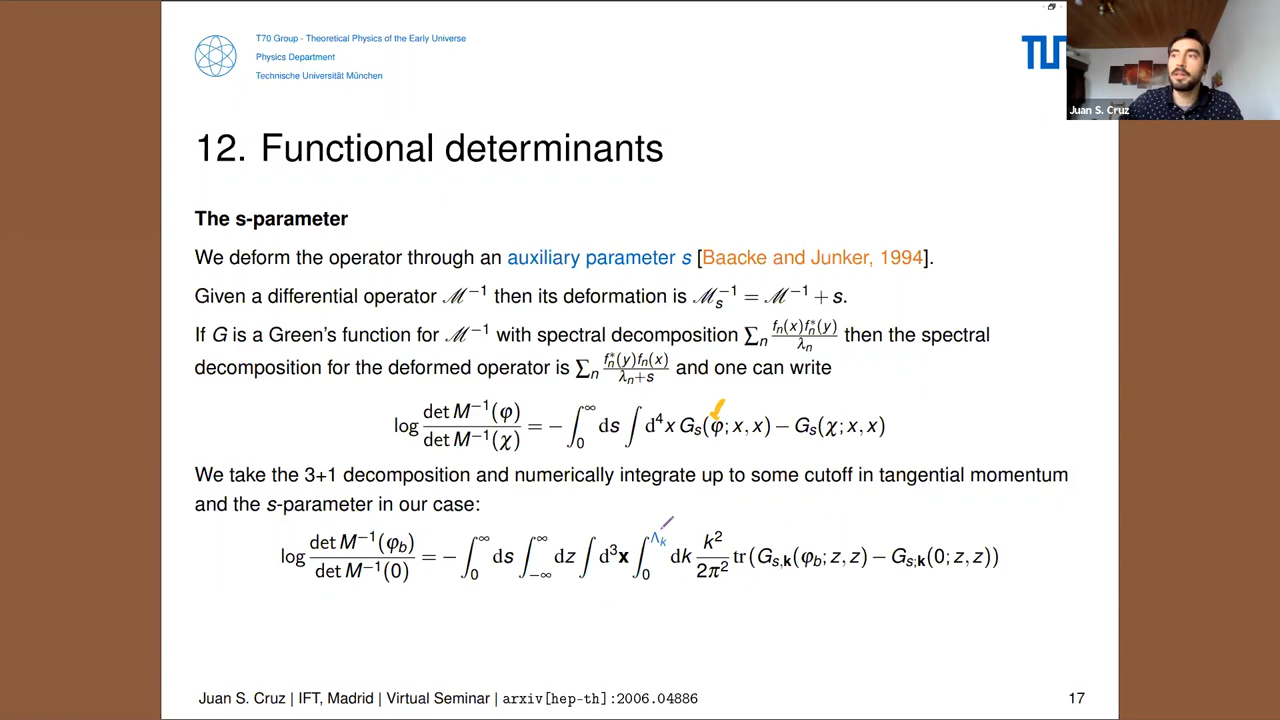 T70 Group - Theoretical Physics of the Early Universe
Physics Department
Technische Universität München
TUM
Juan S. Cruz
12. Functional determinants
The s-parameter
We deform the operator through an auxiliary parameter s [Baacke and Junker, 1994].
Given a differential operator ℳ⁻¹ then its deformation is ℳₛ⁻¹ = ℳ⁻¹ + s.
If G is a Green's function for ℳ⁻¹ with spectral decomposition ∑ₙ fₙ(x)fₙ*(y)/λₙ then the spectral
decomposition for the deformed operator is ∑ₙ fₙ*(y)fₙ(x)/(λₙ+s) and one can write
log det M⁻¹(φ)/det M⁻¹(χ) = − ∫₀^∞ ds ∫ d⁴x Gₛ(φ; x, x) − Gₛ(χ; x, x)
We take the 3+1 decomposition and numerically integrate up to some cutoff in tangential momentum
and the s-parameter in our case:
log det M⁻¹(φ_b)/det M⁻¹(0) = − ∫₀^∞ ds ∫_{−∞}^∞ dz ∫ d³x ∫₀^{Λₖ} dk k²/2π² tr(G_{s,k}(φ_b; z, z) − G_{s;k}(0; z, z))
Juan S. Cruz | IFT, Madrid | Virtual Seminar | arxiv[hep-th]:2006.04886
17